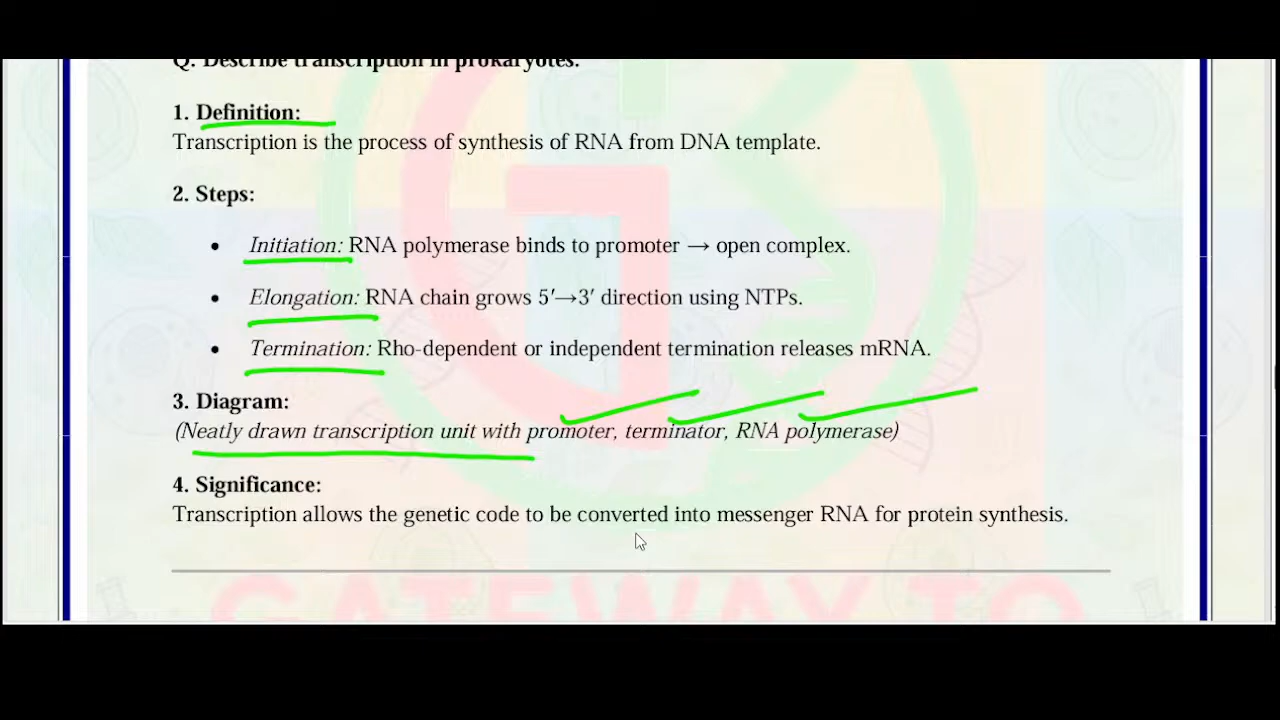 Q. Describe transcription in prokaryotes.
1. Definition:
Transcription is the process of synthesis of RNA from DNA template.
2. Steps:
• Initiation: RNA polymerase binds to promoter → open complex.
• Elongation: RNA chain grows 5′→3′ direction using NTPs.
• Termination: Rho-dependent or independent termination releases mRNA.
3. Diagram:
(Neatly drawn transcription unit with promoter, terminator, RNA polymerase)
4. Significance:
Transcription allows the genetic code to be converted into messenger RNA for protein synthesis.
GATEWAY TO